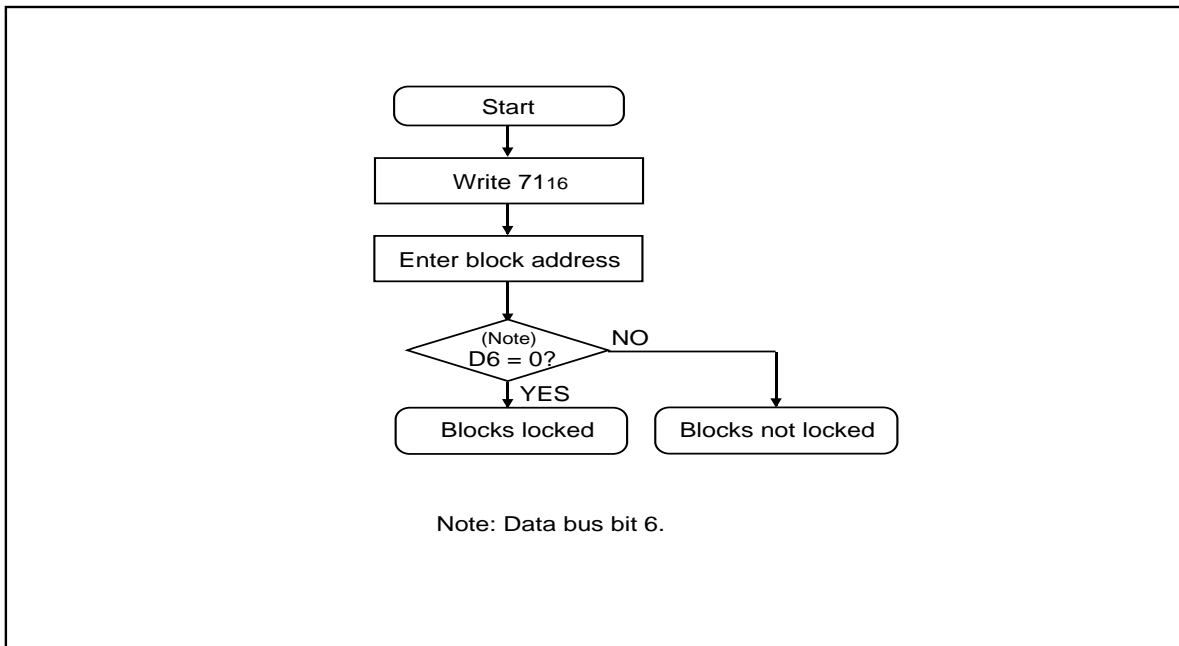 Start
Write 7116
Enter block address
(Note)
D6 = 0?
NO
YES
Blocks locked
Blocks not locked
Note: Data bus bit 6.